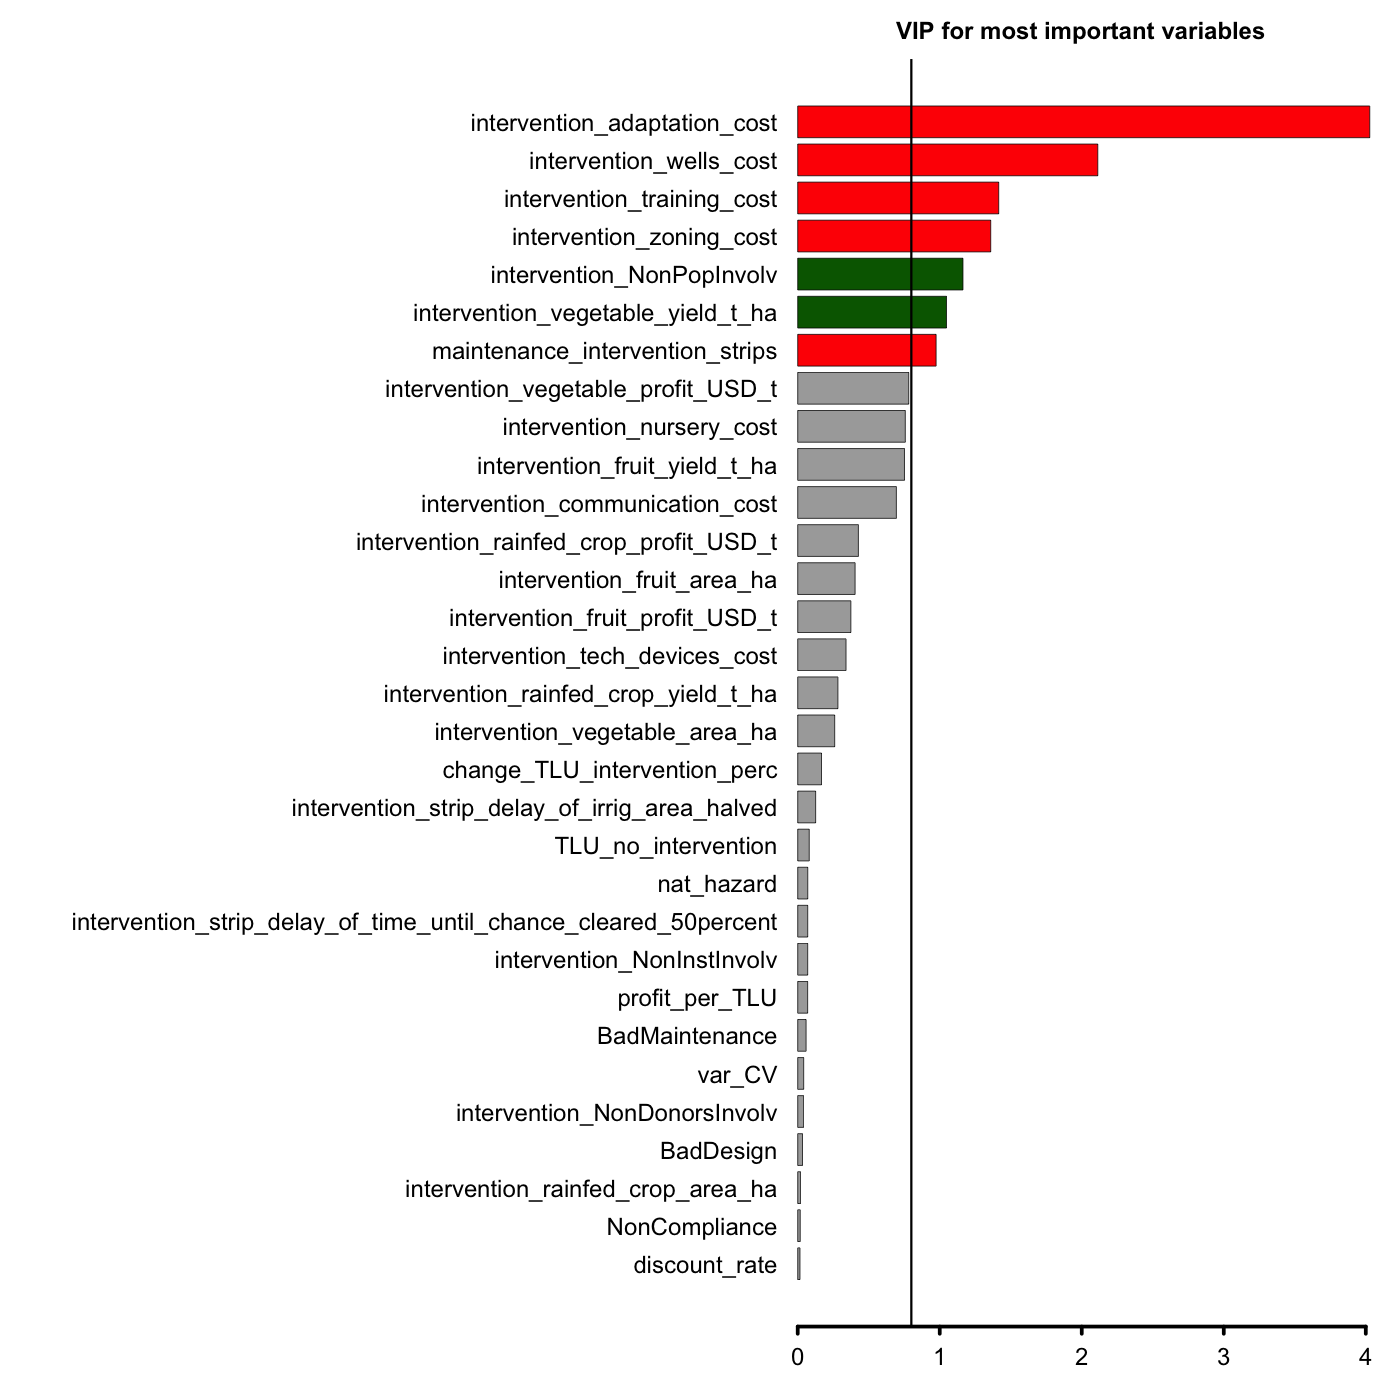 VIP for most important variables
intervention_adaptation_cost
intervention_wells_cost
intervention_training_cost
intervention_zoning_cost
intervention_NonPopInvolv
intervention_vegetable_yield_t_ha
maintenance_intervention_strips
intervention_vegetable_profit_USD_t
intervention_nursery_cost
intervention_fruit_yield_t_ha
intervention_communication_cost
intervention_rainfed_crop_profit_USD_t
intervention_fruit_area_ha
intervention_fruit_profit_USD_t
intervention_tech_devices_cost
intervention_rainfed_crop_yield_t_ha
intervention_vegetable_area_ha
change_TLU_intervention_perc
intervention_strip_delay_of_irrig_area_halved
TLU_no_intervention
nat_hazard
intervention_strip_delay_of_time_until_chance_cleared_50percent
intervention_NonInstInvolv
profit_per_TLU
BadMaintenance
var_CV
intervention_NonDonorsInvolv
BadDesign
intervention_rainfed_crop_area_ha
NonCompliance
discount_rate
0 1 2 3 4